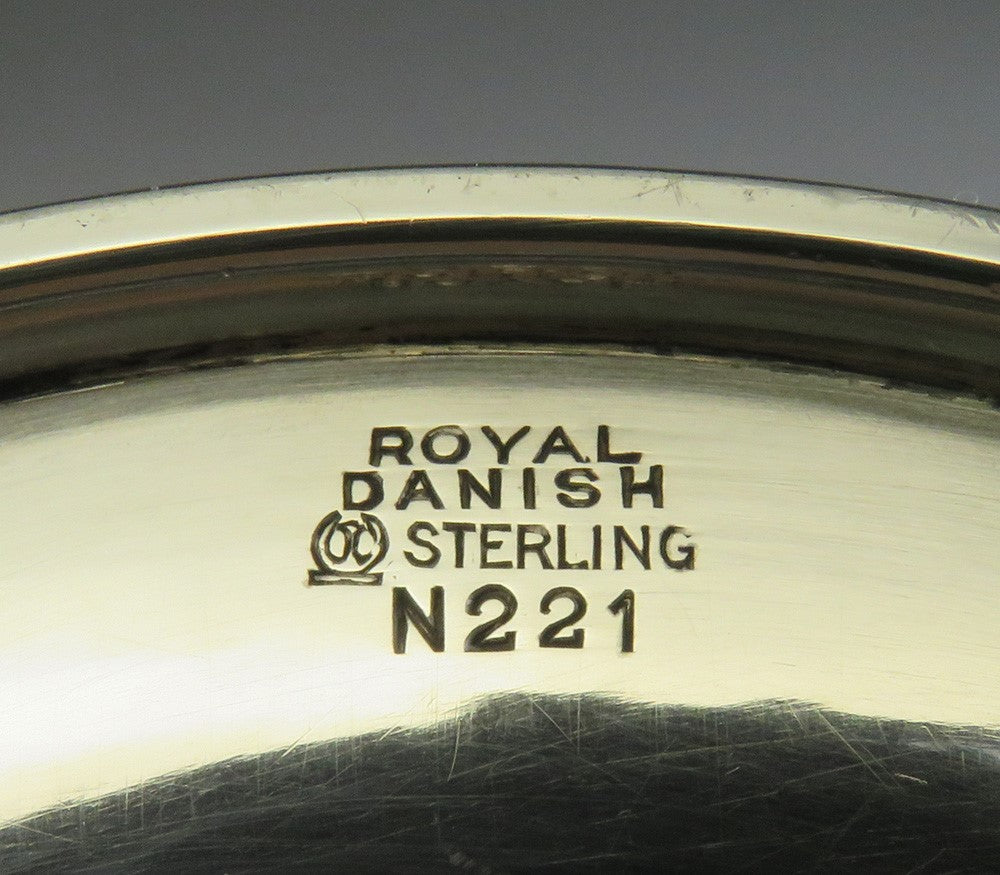 ROYAL
DANISH
STERLING
N221